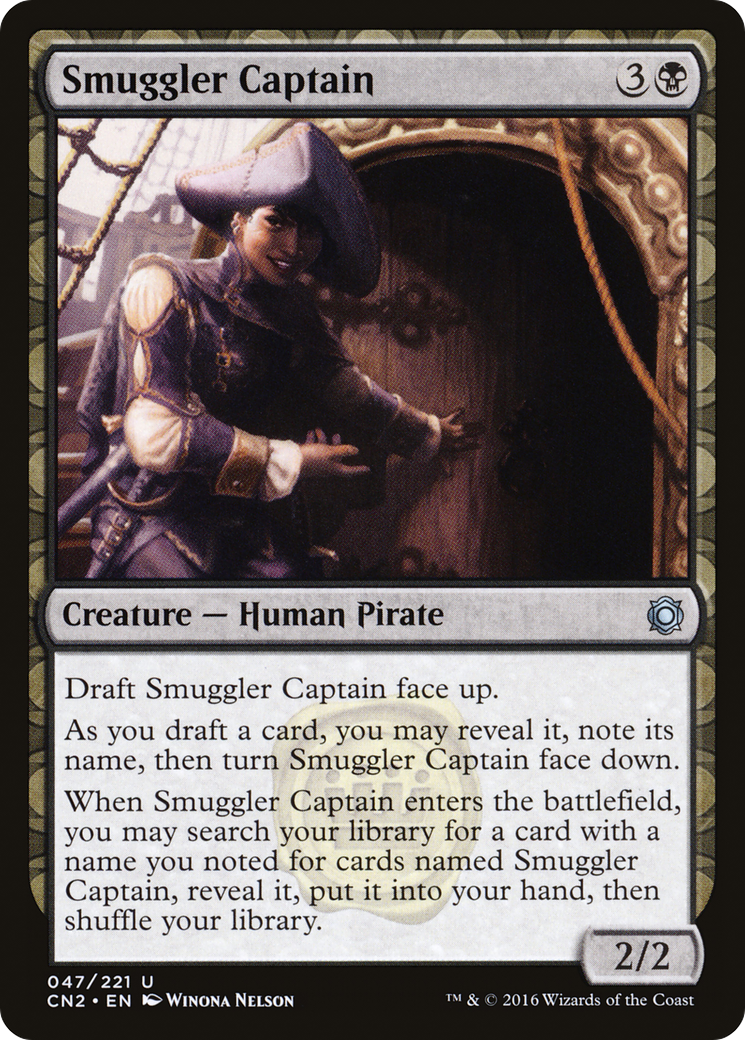 Smuggler Captain 3
Creature — Human Pirate
Draft Smuggler Captain face up.
As you draft a card, you may reveal it, note its
name, then turn Smuggler Captain face down.
When Smuggler Captain enters the battlefield,
you may search your library for a card with a
name you noted for cards named Smuggler
Captain, reveal it, put it into your hand, then
shuffle your library.
2/2
047/221 U
CN2 • EN Winona Nelson
™ & © 2016 Wizards of the Coast